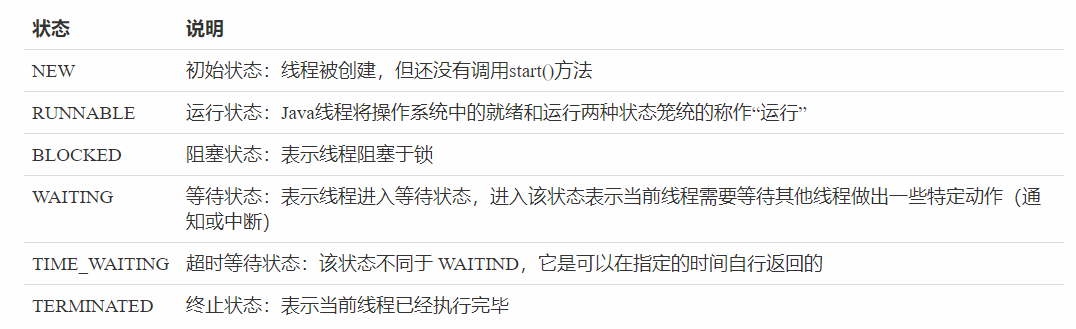 状态 说明
NEW 初始状态：线程被创建，但还没有调用start()方法
RUNNABLE 运行状态：Java线程将操作系统中的就绪和运行两种状态笼统的称作“运行”
BLOCKED 阻塞状态：表示线程阻塞于锁
WAITING 等待状态：表示线程进入等待状态，进入该状态表示当前线程需要等待其他线程做出一些特定动作（通
知或中断）
TIME_WAITING 超时等待状态：该状态不同于 WAITIND，它是可以在指定的时间自行返回的
TERMINATED 终止状态：表示当前线程已经执行完毕